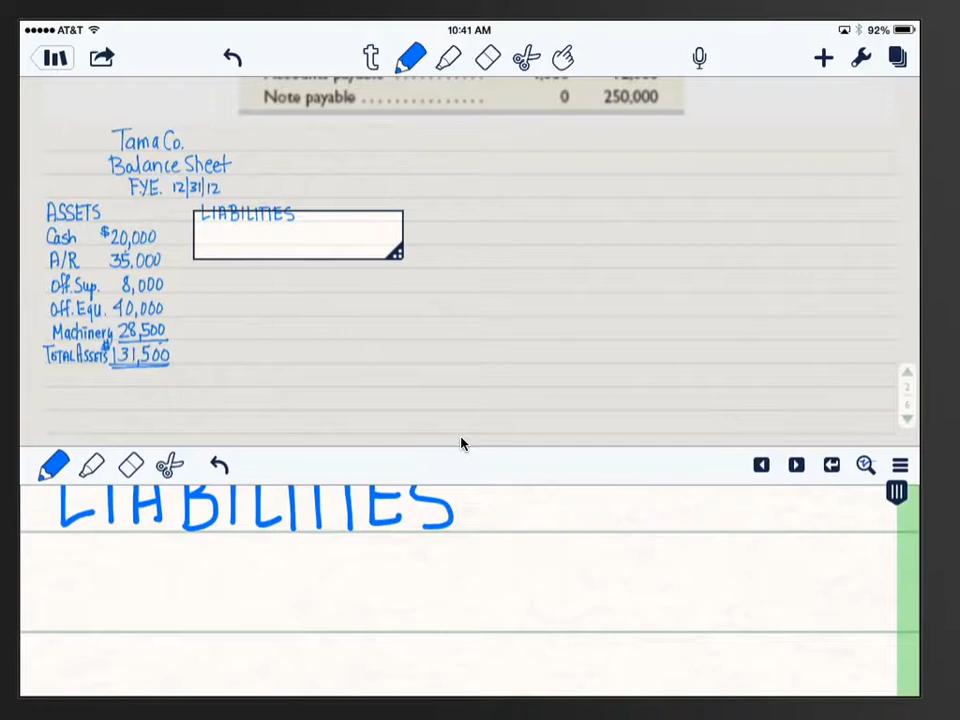 AT&T 10:41 AM 92%
t
Note payable .................. 0 250,000
Tama Co.
Balance Sheet
F.Y.E. 12/31/12
ASSETS LIABILITIES
Cash $20,000
A/R 35,000
Off. Sup. 8,000
Off. Equ. 40,000
Machinery 28,500
TOTAL ASSETS $131,500
2
6
LIABILITIES